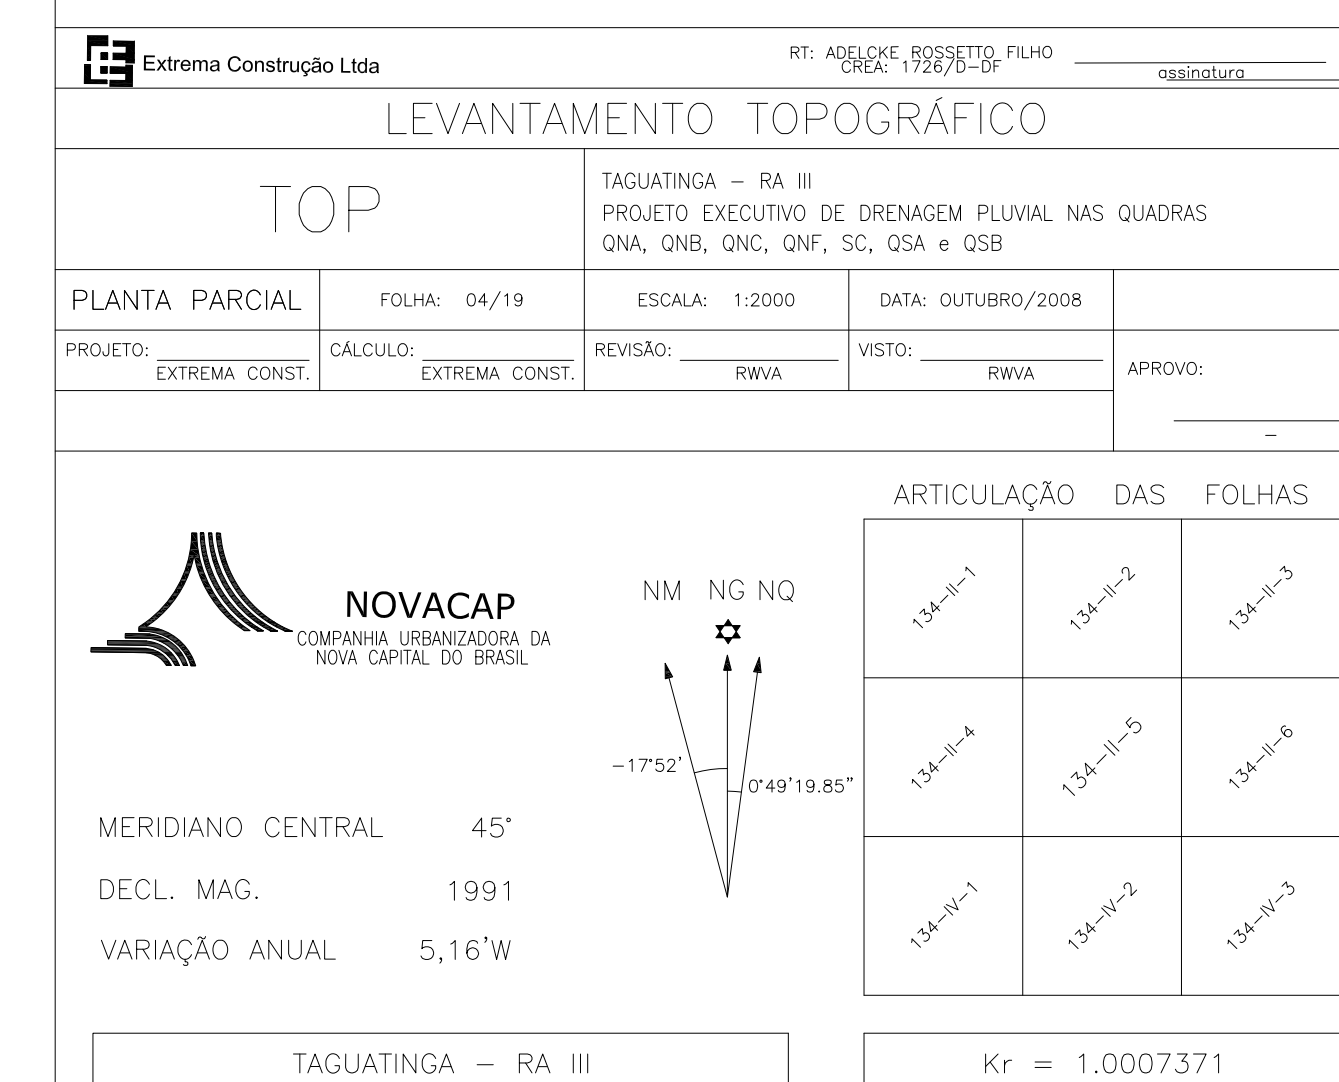 Extrema Construção Ltda
RT: ADELCKE ROSSETTO FILHO
CREA: 1726/D-DF
assinatura
LEVANTAMENTO TOPOGRÁFICO
TOP
TAGUATINGA – RA III
PROJETO EXECUTIVO DE DRENAGEM PLUVIAL NAS QUADRAS
QNA, QNB, QNC, QNF, SC, QSA e QSB
PLANTA PARCIAL
FOLHA: 04/19
ESCALA: 1:2000
DATA: OUTUBRO/2008
PROJETO:
EXTREMA CONST.
CÁLCULO:
EXTREMA CONST.
REVISÃO:
RWVA
VISTO:
RWVA
APROVO:
–
NOVACAP
COMPANHIA URBANIZADORA DA
NOVA CAPITAL DO BRASIL
NM NG NQ
-17°52'
0°49'19.85"
ARTICULAÇÃO DAS FOLHAS
134-II-1
134-II-2
134-II-3
134-II-4
134-II-5
134-II-6
134-IV-1
134-IV-2
134-IV-3
MERIDIANO CENTRAL 45°
DECL. MAG. 1991
VARIAÇÃO ANUAL 5,16'W
TAGUATINGA – RA III
Kr = 1.0007371